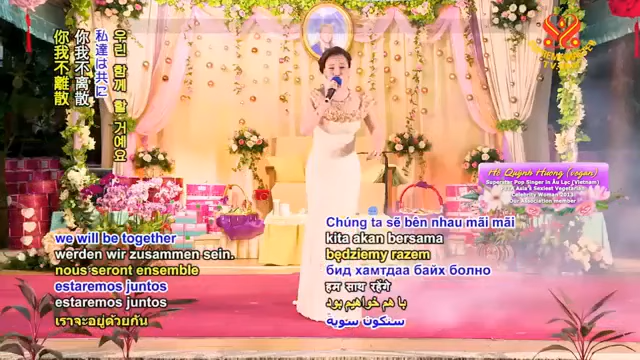 우린 함께 할 거예요
私達は共に
你我不离散
你我不離散
Hồ Quỳnh Hương (vegan)
Superstar Pop Singer in Âu Lạc (Vietnam)
Asia's Sexiest Vegetarian
Celebrity Woman 2013
Our Association member
we will be together
werden wir zusammen sein.
nous seront ensemble
estaremos juntos
estaremos juntos
เราจะอยู่ด้วยกัน
Chúng ta sẽ bên nhau mãi mãi
kita akan bersama
będziemy razem
бид хамтдаа байх болно
हम साथ रहेंगे
با هم خواهیم بود
سنكون سوية